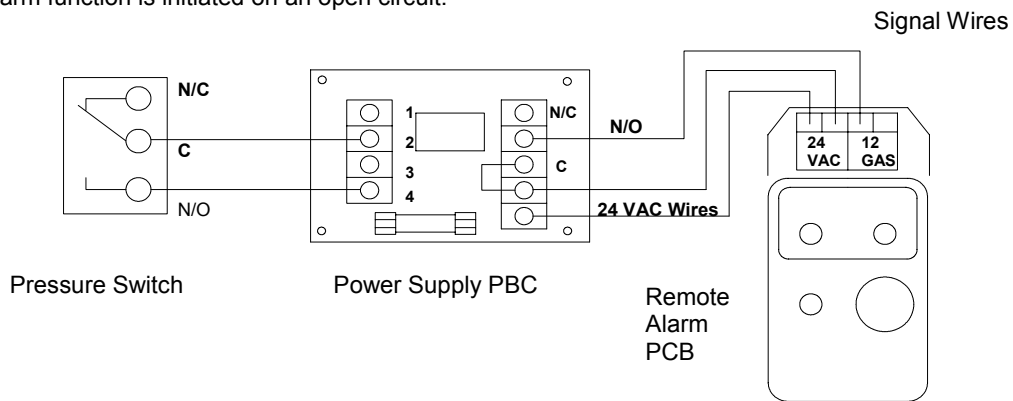 arm function is initiated on an open circuit.
Signal Wires
N/C
C
N/O
1
2
3
4
N/C
N/O
C
24 VAC Wires
24 12
VAC GAS
Pressure Switch
Power Supply PBC
Remote
Alarm
PCB